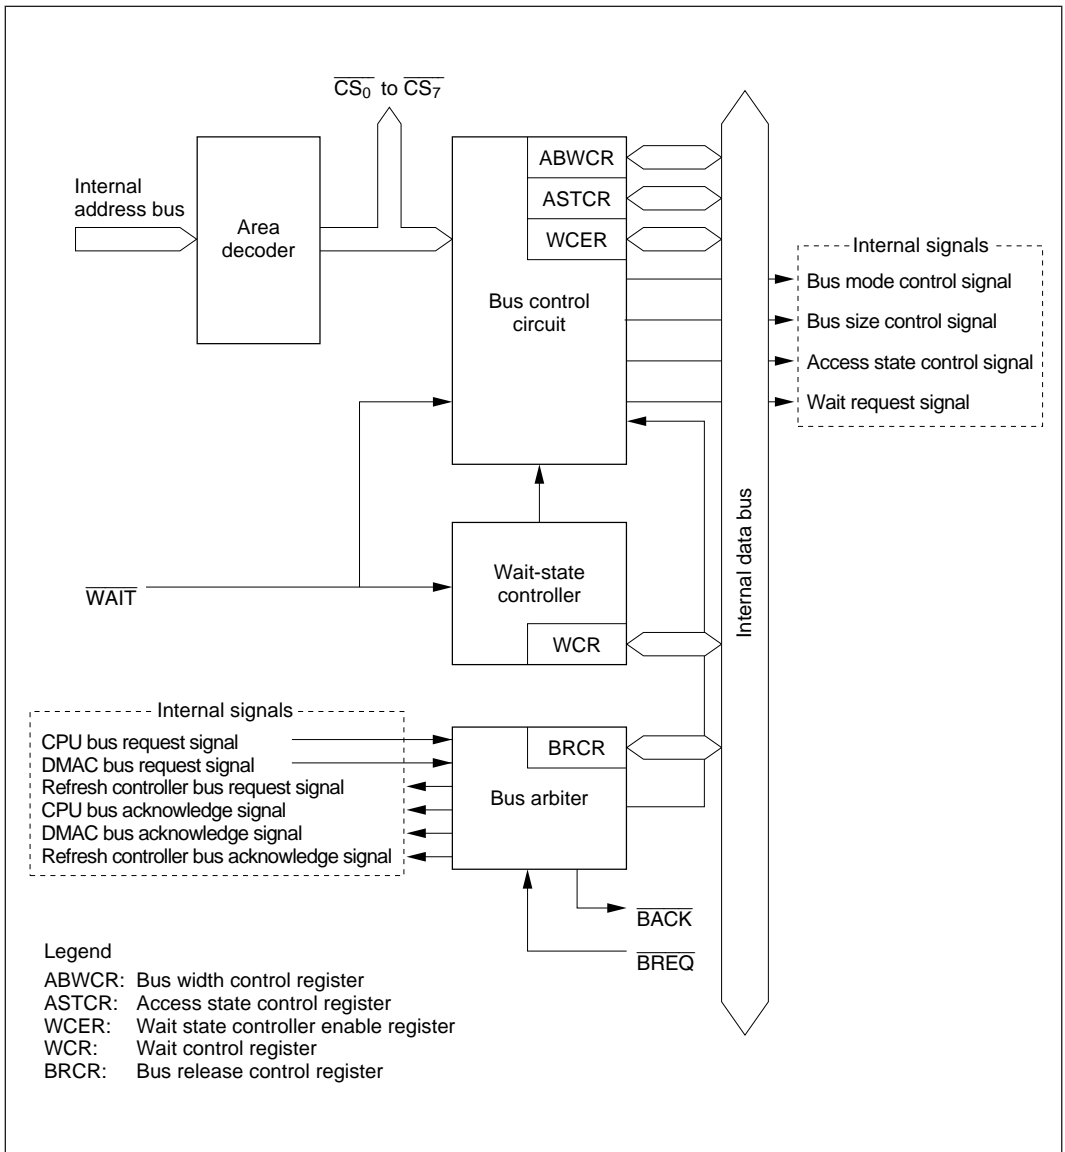 CS0 to CS7
Internal
address bus
Area
decoder
ABWCR
ASTCR
WCER
Bus control
circuit
Internal signals
Bus mode control signal
Bus size control signal
Access state control signal
Wait request signal
Internal data bus
WAIT
Wait-state
controller
WCR
Internal signals
CPU bus request signal
DMAC bus request signal
Refresh controller bus request signal
CPU bus acknowledge signal
DMAC bus acknowledge signal
Refresh controller bus acknowledge signal
BRCR
Bus arbiter
BACK
BREQ
Legend
ABWCR: Bus width control register
ASTCR: Access state control register
WCER: Wait state controller enable register
WCR: Wait control register
BRCR: Bus release control register